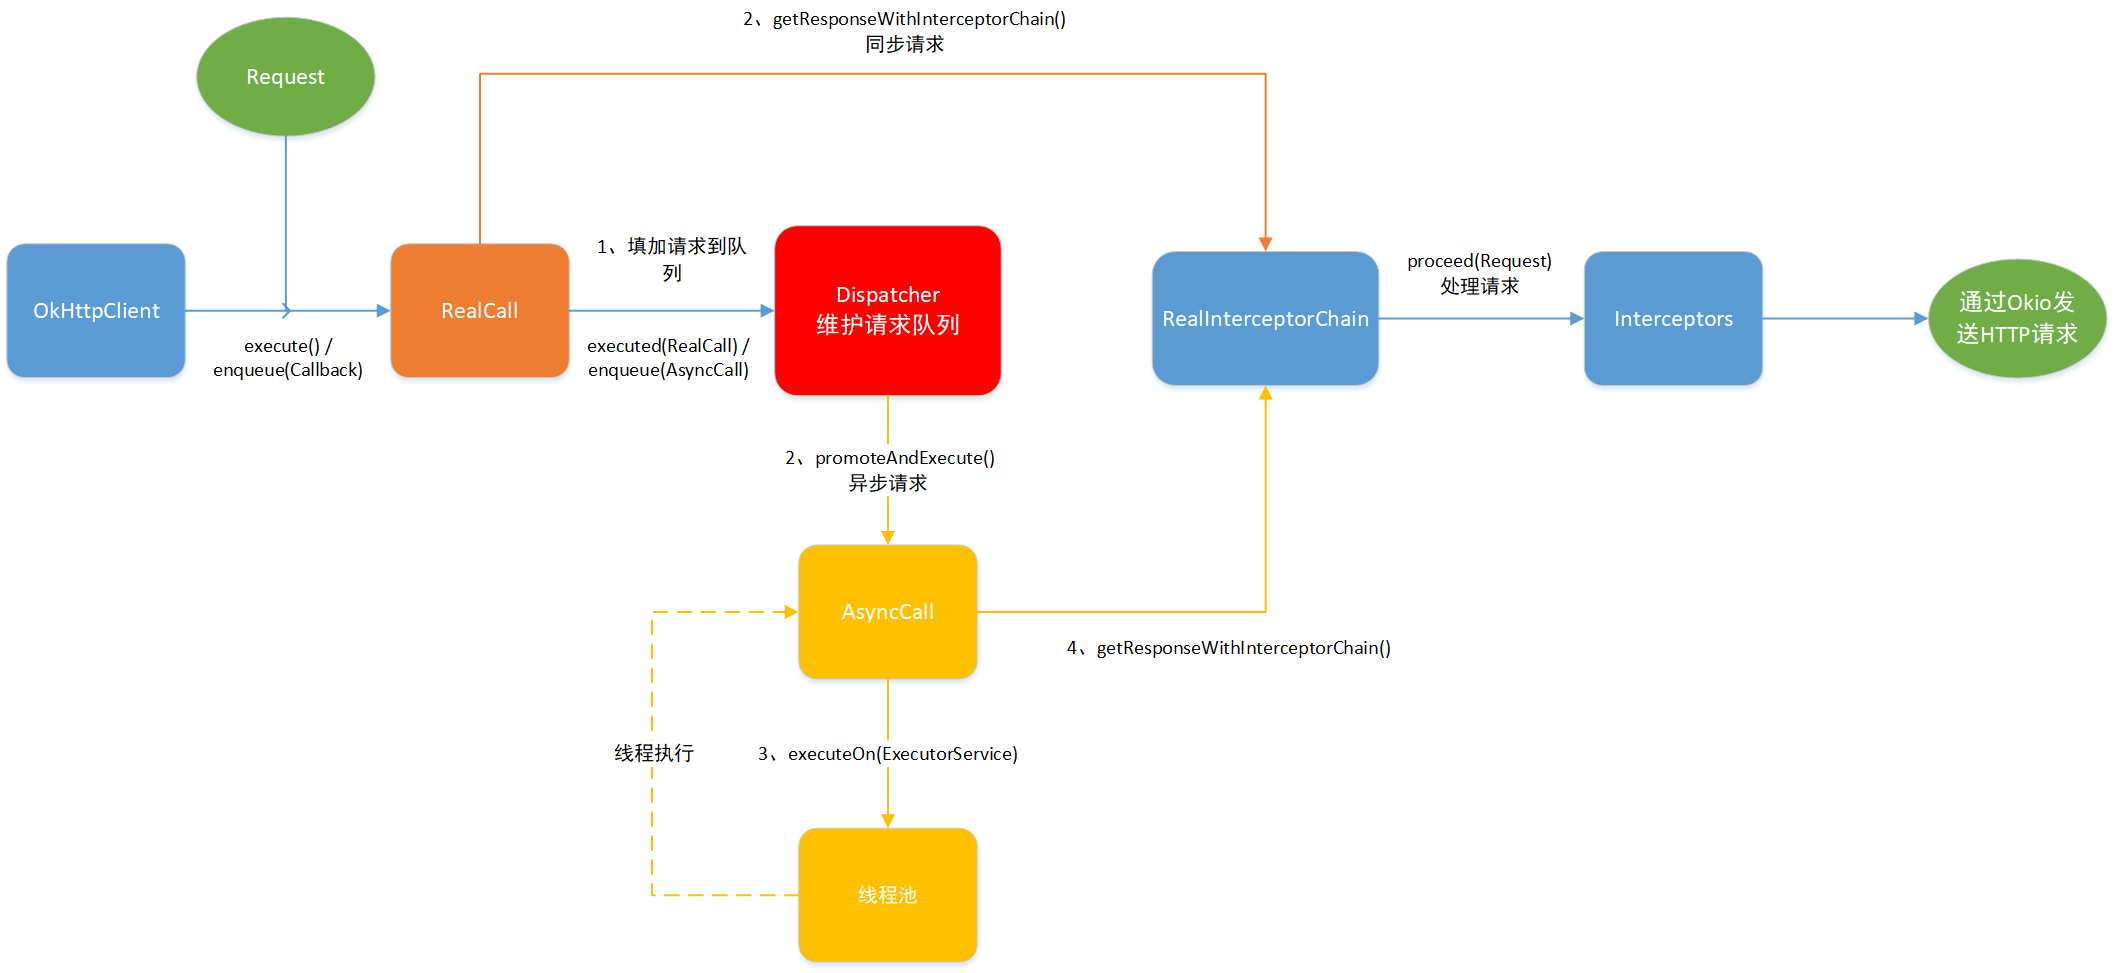 2、getResponseWithInterceptorChain()
同步请求
Request
OkHttpClient
execute() /
enqueue(Callback)
RealCall
1、填加请求到队
列
executed(RealCall) /
enqueue(AsyncCall)
Dispatcher
维护请求队列
RealInterceptorChain
proceed(Request)
处理请求
Interceptors
通过Okio发
送HTTP请求
2、promoteAndExecute()
异步请求
AsyncCall
4、getResponseWithInterceptorChain()
线程执行
3、executeOn(ExecutorService)
线程池